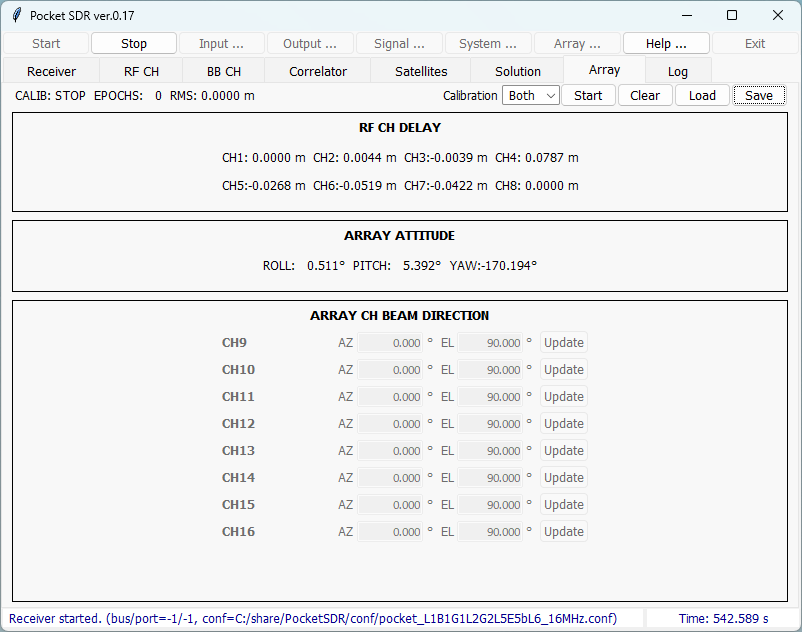 Pocket SDR ver.0.17
Start Stop Input ... Output ... Signal ... System ... Array ... Help ... Exit
Receiver RF CH BB CH Correlator Satellites Solution Array Log
CALIB: STOP EPOCHS: 0 RMS: 0.0000 m Calibration Both Start Clear Load Save
RF CH DELAY
CH1: 0.0000 m CH2: 0.0044 m CH3:-0.0039 m CH4: 0.0787 m
CH5:-0.0268 m CH6:-0.0519 m CH7:-0.0422 m CH8: 0.0000 m
ARRAY ATTITUDE
ROLL: 0.511° PITCH: 5.392° YAW:-170.194°
ARRAY CH BEAM DIRECTION
CH9 AZ 0.000 ° EL 90.000 ° Update
CH10 AZ 0.000 ° EL 90.000 ° Update
CH11 AZ 0.000 ° EL 90.000 ° Update
CH12 AZ 0.000 ° EL 90.000 ° Update
CH13 AZ 0.000 ° EL 90.000 ° Update
CH14 AZ 0.000 ° EL 90.000 ° Update
CH15 AZ 0.000 ° EL 90.000 ° Update
CH16 AZ 0.000 ° EL 90.000 ° Update
Receiver started. (bus/port=-1/-1, conf=C:/share/PocketSDR/conf/pocket_L1B1G1L2G2L5E5bL6_16MHz.conf) Time: 542.589 s